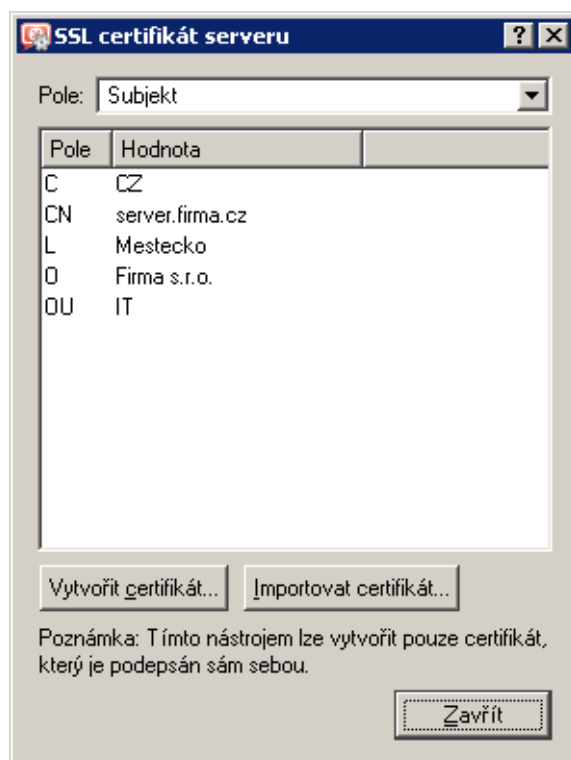 SSL certifikát serveru
Pole: Subjekt
Pole Hodnota
C CZ
CN server.firma.cz
L Mestecko
O Firma s.r.o.
OU IT
Vytvořit certifikát... Importovat certifikát...
Poznámka: Tímto nástrojem lze vytvořit pouze certifikát,
který je podepsán sám sebou.
Zavřít